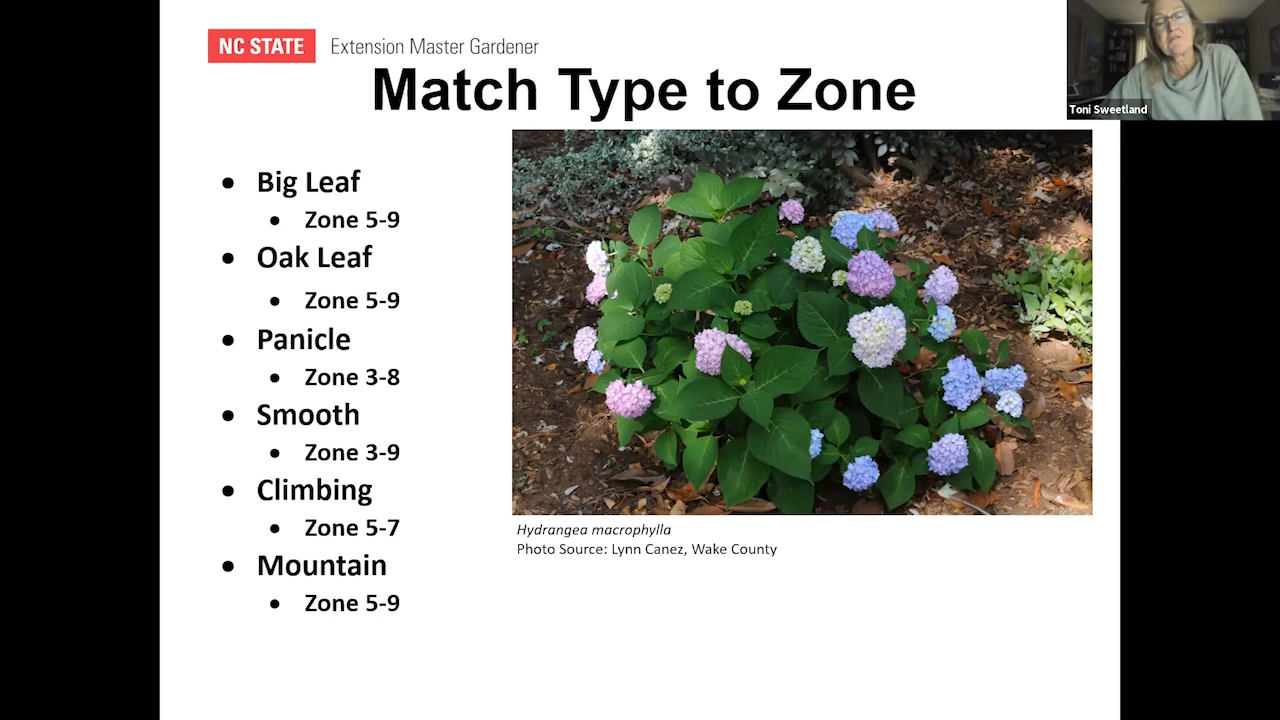 NC STATE Extension Master Gardener
Match Type to Zone
Toni Sweetland
• Big Leaf
• Zone 5-9
• Oak Leaf
• Zone 5-9
• Panicle
• Zone 3-8
• Smooth
• Zone 3-9
• Climbing
• Zone 5-7
• Mountain
• Zone 5-9
Hydrangea macrophylla
Photo Source: Lynn Canez, Wake County